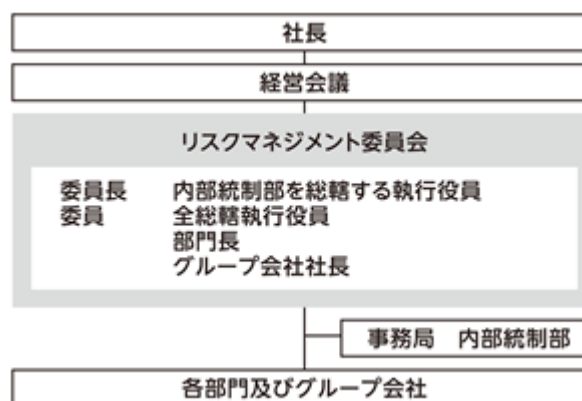 社長
経営会議
リスクマネジメント委員会
委員長 内部統制部を総轄する執行役員
委員 全総轄執行役員
部門長
グループ会社社長
事務局 内部統制部
各部門及びグループ会社